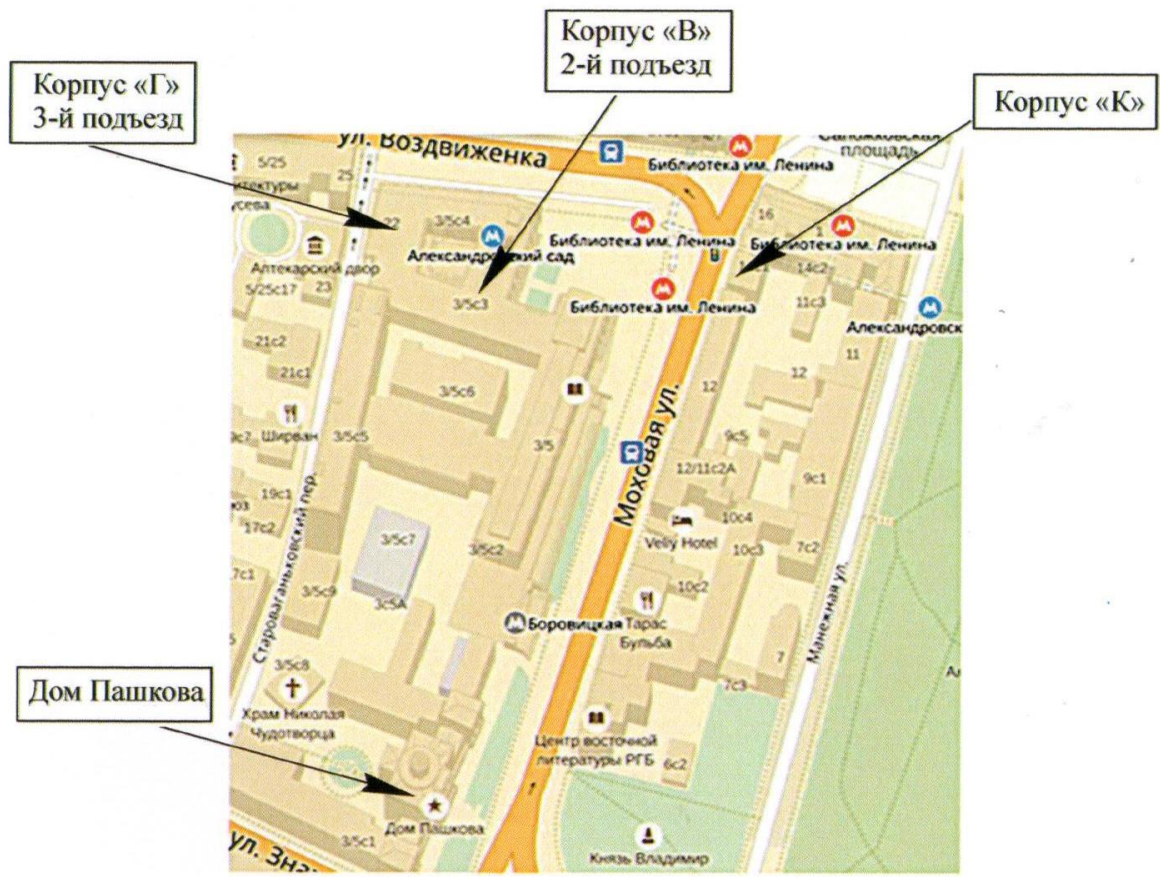 Корпус «В»
2-й подъезд
Корпус «Г»
3-й подъезд
Корпус «К»
ул. Воздвиженка
Библиотека им. Ленина
площадь
5/25
25
22
3/5с4
16
1
Александровский сад
Библиотека им. Ленина
Библиотека им. Ленина
Аптекарский двор
14с2
5/25с17
23
3/5с3
Библиотека им. Ленина
11с3
Александровск
21с2
21с1
11
3/5с6
12
12
Ширван
3/5с5
3/5
Моховая ул.
9с5
12/11с2А
9с1
19с1
17с2
Староваганьковский пер.
10с4
Veliy Hotel
10с3
7с2
3/5с7
3/5с2
7с1
3/5с9
3с5А
10с2
Манежная ул.
Боровицкая
Тарас
Бульба
7
3/5с8
7с3
Дом Пашкова
Храм Николая
Чудотворца
Центр восточной
литературы РГБ
6с2
Дом Пашкова
3/5с1
ул. Зна
Князь Владимир